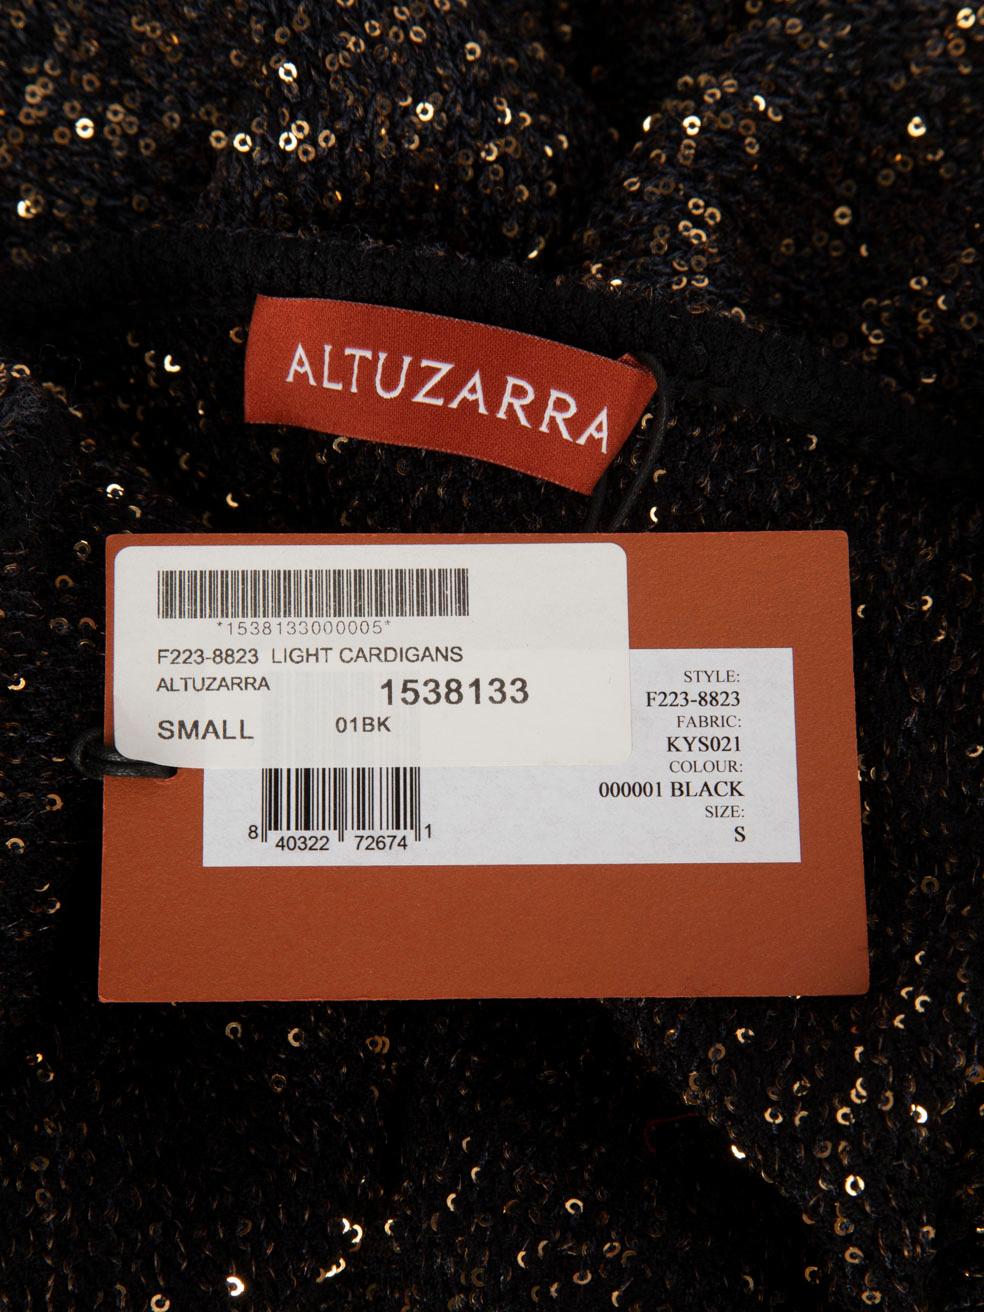 ALTUZARRA
*1538133000005*
F223-8823 LIGHT CARDIGANS
ALTUZARRA 1538133
SMALL 01BK
STYLE:
F223-8823
FABRIC:
KYS021
COLOUR:
000001 BLACK
SIZE:
S
8 40322 72674 1